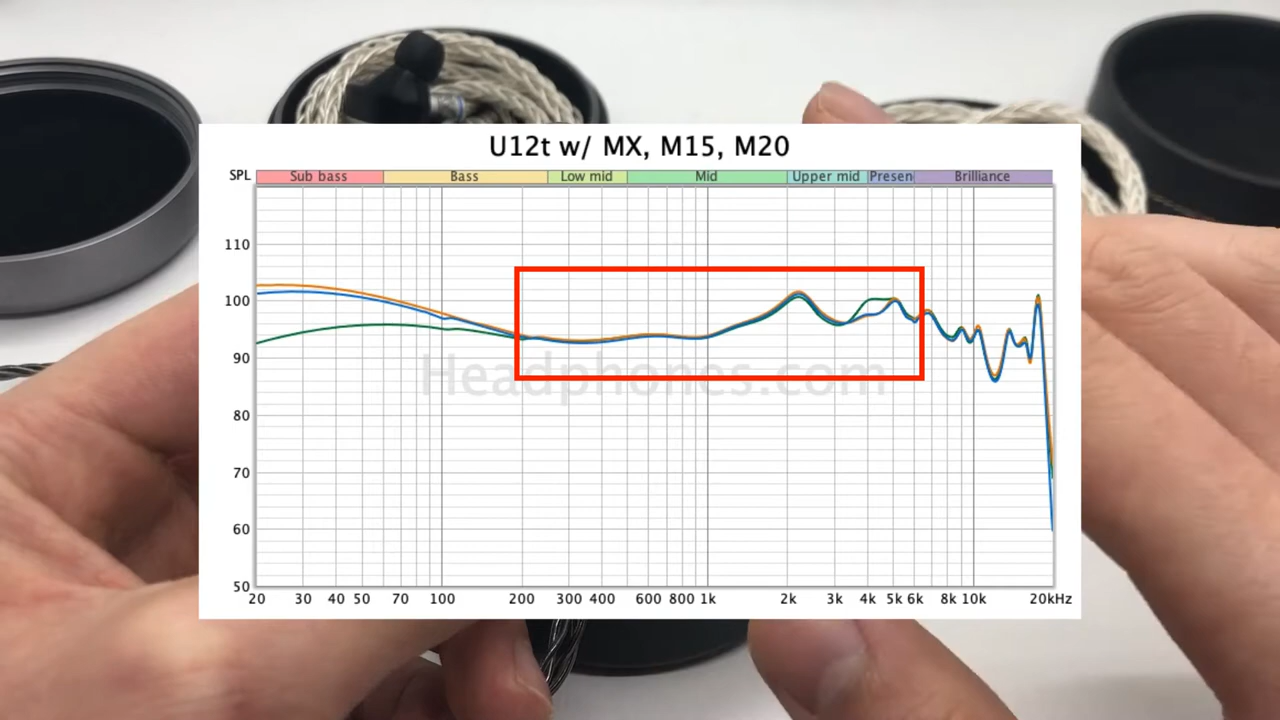 U12t w/ MX, M15, M20
SPL Sub bass Bass Low mid Mid Upper mid Presen Brilliance
110
100
90
80
70
60
50
Headphones.com
20 30 40 50 70 100 200 300 400 600 800 1k 2k 3k 4k 5k 6k 8k 10k 20kHz